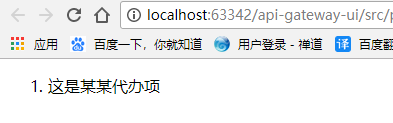 localhost:63342/api-gateway-ui/src/
应用 百度一下,你就知道 用户登录 - 禅道 译 百度翻
1. 这是某某代办项